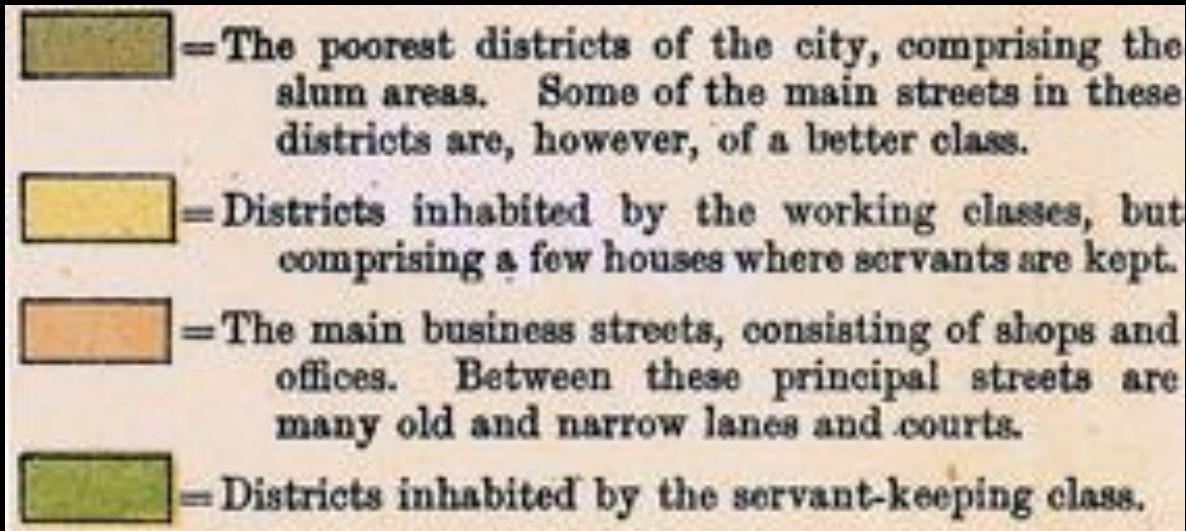 =The poorest districts of the city, comprising the
slum areas. Some of the main streets in these
districts are, however, of a better class.
=Districts inhabited by the working classes, but
comprising a few houses where servants are kept.
=The main business streets, consisting of shops and
offices. Between these principal streets are
many old and narrow lanes and courts.
=Districts inhabited by the servant-keeping class.